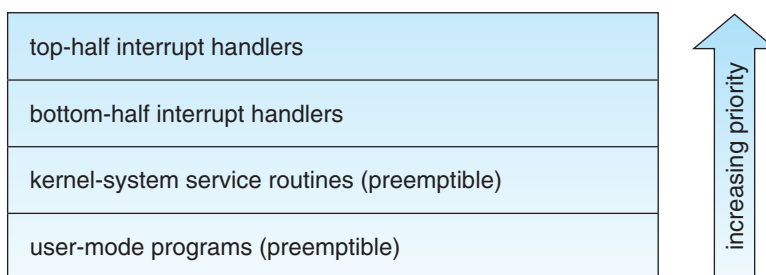 top-half interrupt handlers
bottom-half interrupt handlers
kernel-system service routines (preemptible)
user-mode programs (preemptible)
increasing priority